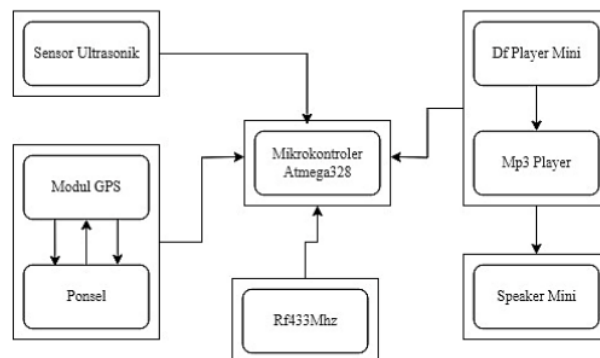 Sensor Ultrasonik
Df Player Mini
Mikrokontroler
Atmega328
Mp3 Player
Modul GPS
Ponsel
Rf433Mhz
Speaker Mini